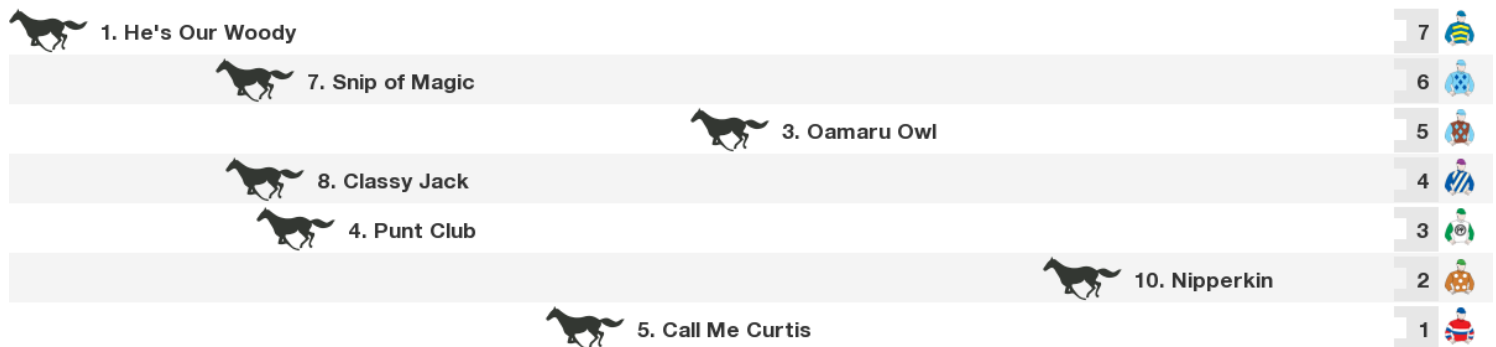 1. He's Our Woody 7
7. Snip of Magic 6
3. Oamaru Owl 5
8. Classy Jack 4
4. Punt Club 3
10. Nipperkin 2
5. Call Me Curtis 1